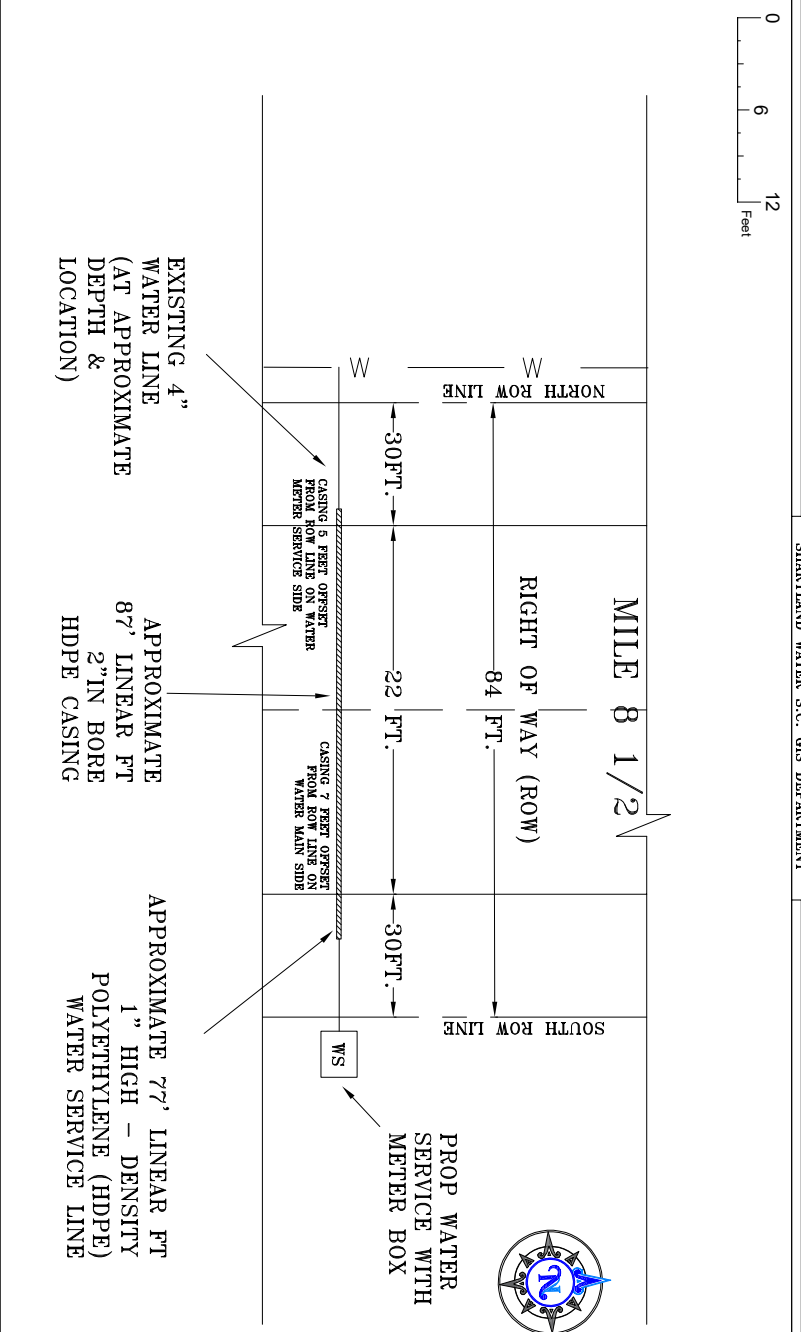 SHARYLAND WATER S.C. GIS DEPARTMENT
0
6
12
Feet
MILE 8 1/2
RIGHT OF WAY (ROW)
84 FT.
30FT.
22 FT.
30FT.
NORTH ROW LINE
SOUTH ROW LINE
W
W
CASING 5 FEET OFFSET
FROM ROW LINE ON WATER
METER SERVICE SIDE
CASING 7 FEET OFFSET
FROM ROW LINE ON
WATER MAIN SIDE
WS
N
PROP WATER
SERVICE WITH
METER BOX
EXISTING 4"
WATER LINE
(AT APPROXIMATE
DEPTH &
LOCATION)
APPROXIMATE
87' LINEAR FT
2"IN BORE
HDPE CASING
APPROXIMATE 77' LINEAR FT
1" HIGH - DENSITY
POLYETHYLENE (HDPE)
WATER SERVICE LINE